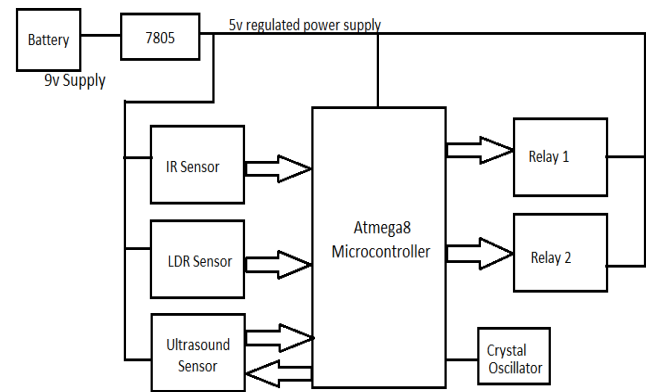 Battery
7805
5v regulated power supply
9v Supply
IR Sensor
Relay 1
Atmega8
Microcontroller
LDR Sensor
Relay 2
Ultrasound
Sensor
Crystal
Oscillator